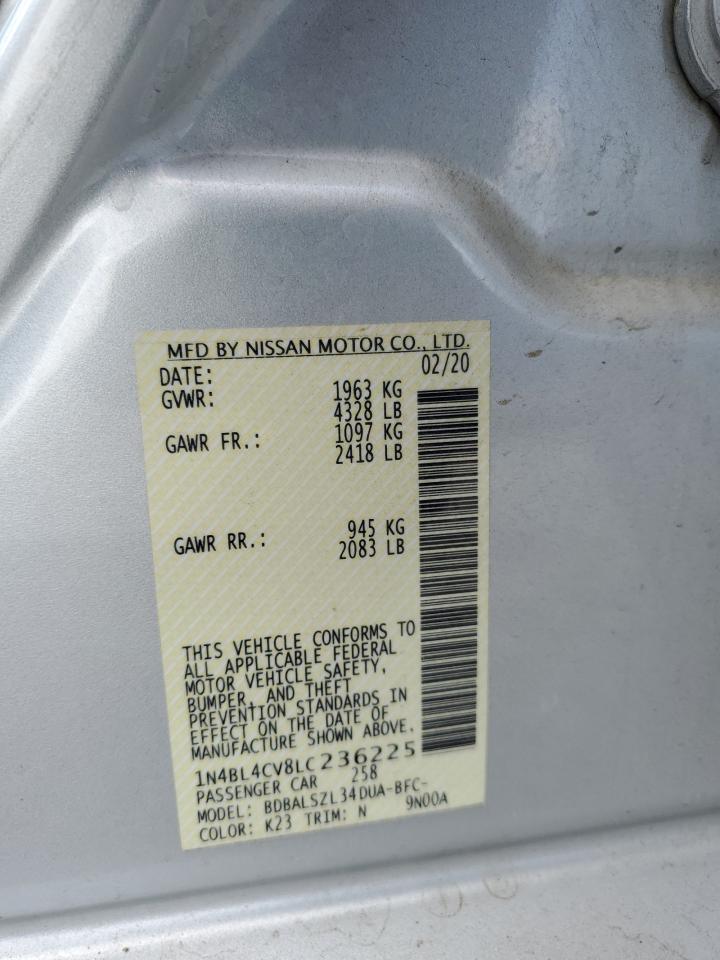 MFD BY NISSAN MOTOR CO., LTD.
DATE: 02/20
GVWR: 1963 KG
4328 LB
GAWR FR.: 1097 KG
2418 LB
GAWR RR.: 945 KG
2083 LB
THIS VEHICLE CONFORMS TO
ALL APPLICABLE FEDERAL
MOTOR VEHICLE SAFETY,
BUMPER, AND THEFT
PREVENTION STANDARDS IN
EFFECT ON THE DATE OF
MANUFACTURE SHOWN ABOVE.
1N4BL4CV8LC236225
PASSENGER CAR 258
MODEL: BDBALSZL34DUA-BFC-
COLOR: K23 TRIM: N 9N00A